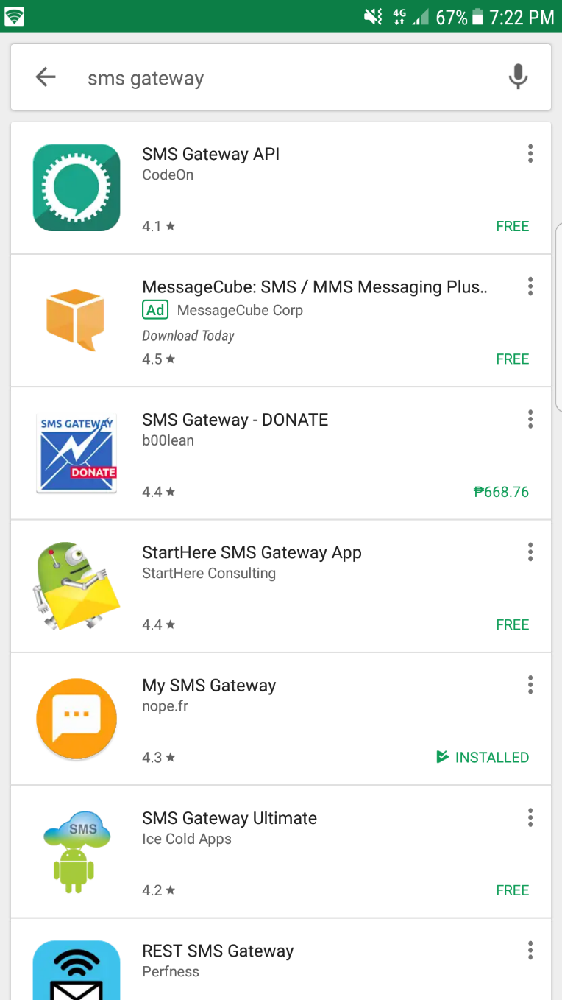 4G 67% 7:22 PM
sms gateway
SMS Gateway API
CodeOn
4.1 ★ FREE
MessageCube: SMS / MMS Messaging Plus..
Ad MessageCube Corp
Download Today
4.5 ★ FREE
SMS GATEWAY
DONATE
SMS Gateway - DONATE
b00lean
4.4 ★ ₱668.76
StartHere SMS Gateway App
StartHere Consulting
4.4 ★ FREE
My SMS Gateway
nope.fr
4.3 ★ INSTALLED
SMS
SMS Gateway Ultimate
Ice Cold Apps
4.2 ★ FREE
REST SMS Gateway
Perfness